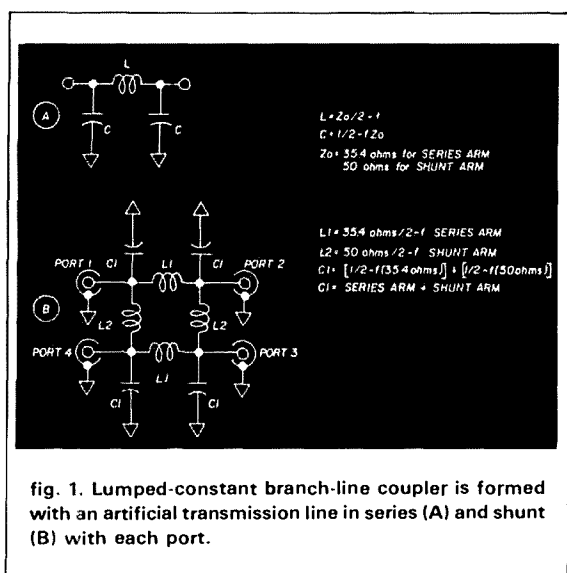 L
A
C
C
L = Zo/2-f
C = 1/2-fZo
Zo = 35.4 ohms for SERIES ARM
50 ohms for SHUNT ARM
L1 = 35.4 ohms/2-f SERIES ARM
L2 = 50 ohms/2-f SHUNT ARM
C1 = [1/2-f(35.4 ohms)] + [1/2-f(50 ohms)]
C1 = SERIES ARM + SHUNT ARM
PORT 1
C1
L1
C1
PORT 2
B
L2
L2
PORT 4
L1
PORT 3
C1
C1
fig. 1. Lumped-constant branch-line coupler is formed
with an artificial transmission line in series (A) and shunt
(B) with each port.